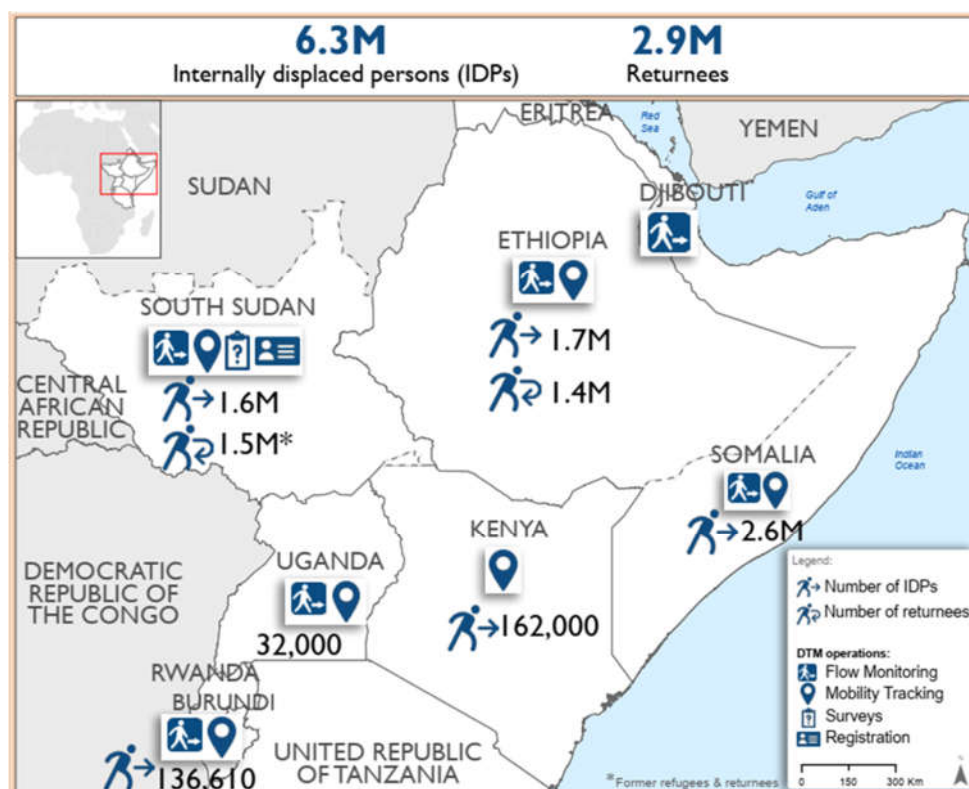 6.3M
Internally displaced persons (IDPs)
2.9M
Returnees
ERITREA
Red
Sea
YEMEN
SUDAN
DJIBOUTI
Gulf of
Aden
ETHIOPIA
SOUTH SUDAN
1.7M
1.4M
CENTRAL
AFRICAN
REPUBLIC
1.6M
1.5M*
SOMALIA
2.6M
Indian
Ocean
KENYA
162,000
UGANDA
32,000
DEMOCRATIC
REPUBLIC OF
THE CONGO
RWANDA
BURUNDI
136,610
UNITED REPUBLIC
OF TANZANIA
Legend:
Number of IDPs
Number of returnees
DTM operations:
Flow Monitoring
Mobility Tracking
Surveys
Registration
*Former refugees & returnees
0 150 300 Km